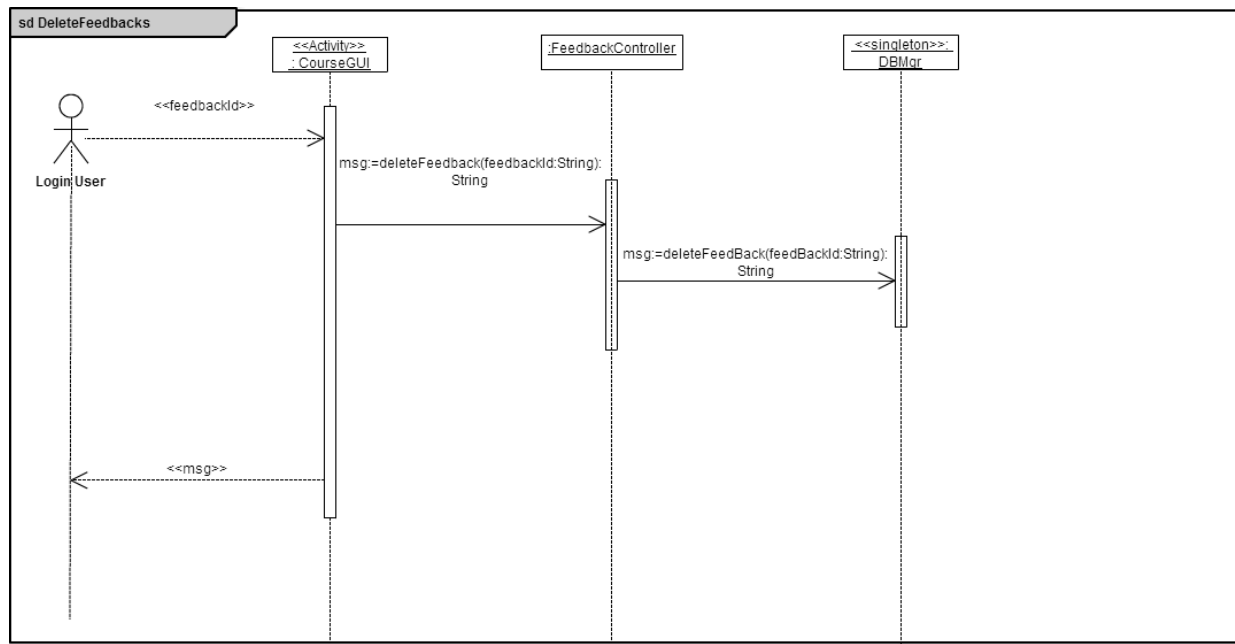 sd DeleteFeedbacks
<<Activity>>
: CourseGUI
:FeedbackController
<<singleton>>:
DBMgr
<<feedbackId>>
Login User
msg:=deleteFeedback(feedbackId:String):
String
msg:=deleteFeedBack(feedBackId:String):
String
<<msg>>